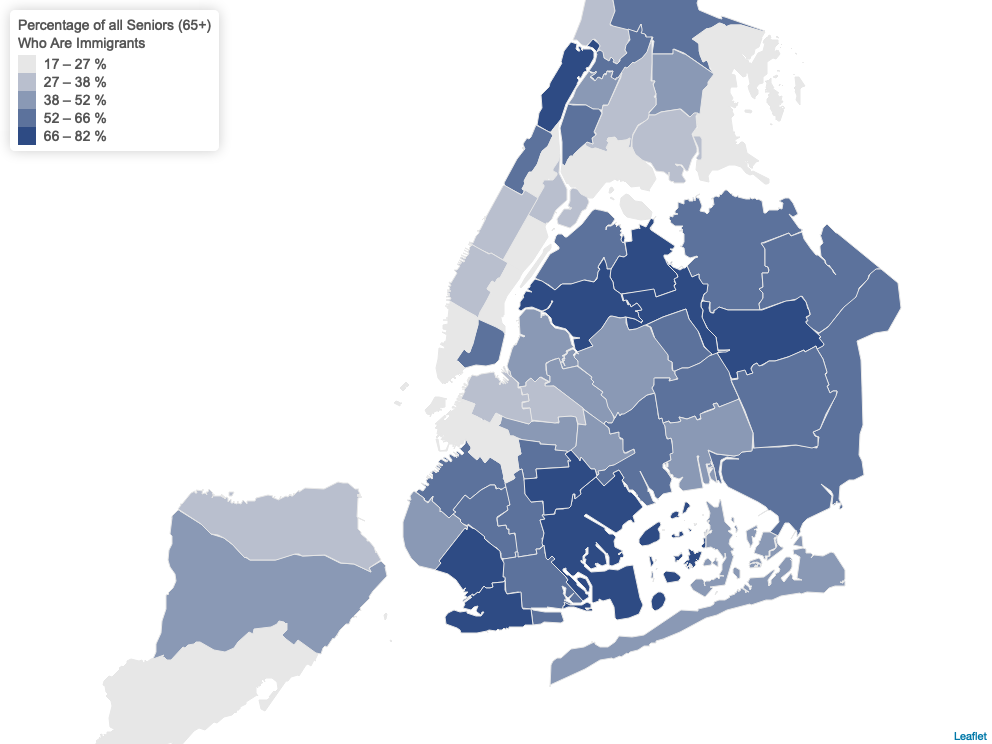 Percentage of all Seniors (65+)
Who Are Immigrants
17 – 27 %
27 – 38 %
38 – 52 %
52 – 66 %
66 – 82 %
Leaflet